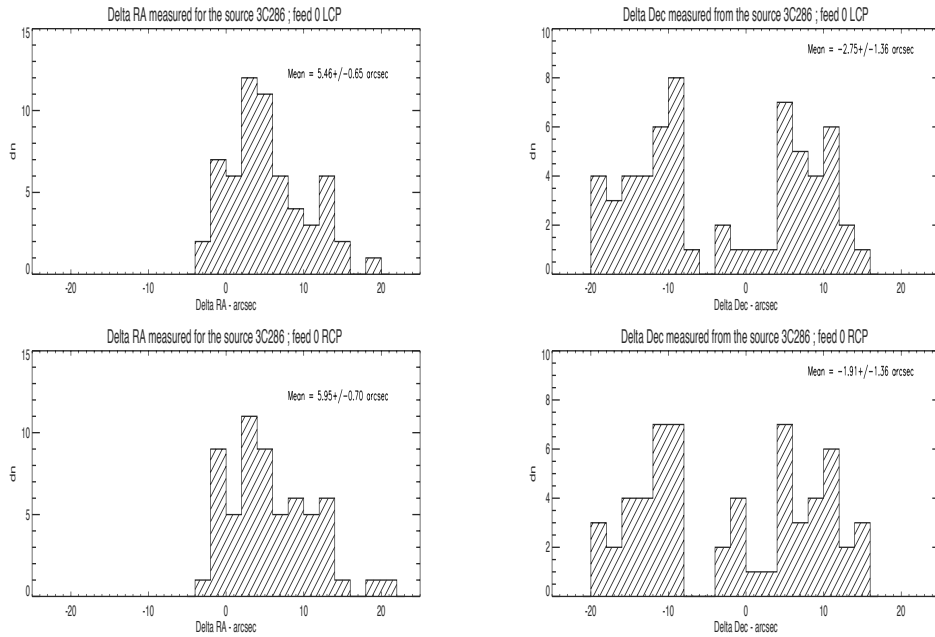 Delta RA measured for the source 3C286 ; feed 0 LCP
15
10
5
0
dn
Mean = 5.46+/-0.65 arcsec
-20 -10 0 10 20
Delta RA - arcsec
Delta Dec measured from the source 3C286 ; feed 0 LCP
10
8
6
4
2
0
dn
Mean = -2.75+/-1.36 arcsec
-20 -10 0 10 20
Delta Dec - arcsec
Delta RA measured for the source 3C286 ; feed 0 RCP
15
10
5
0
dn
Mean = 5.95+/-0.70 arcsec
-20 -10 0 10 20
Delta RA - arcsec
Delta Dec measured from the source 3C286 ; feed 0 RCP
10
8
6
4
2
0
dn
Mean = -1.91+/-1.36 arcsec
-20 -10 0 10 20
Delta Dec - arcsec